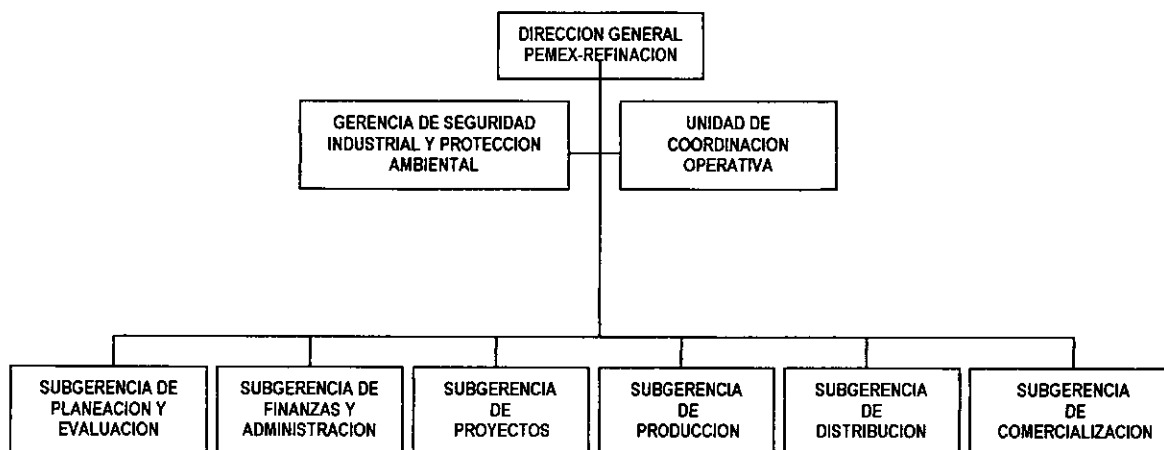 DIRECCION GENERAL
PEMEX-REFINACION
GERENCIA DE SEGURIDAD
INDUSTRIAL Y PROTECCION
AMBIENTAL
UNIDAD DE
COORDINACION
OPERATIVA
SUBGERENCIA DE
PLANEACION Y
EVALUACION
SUBGERENCIA DE
FINANZAS Y
ADMINISTRACION
SUBGERENCIA
DE
PROYECTOS
SUBGERENCIA
DE
PRODUCCION
SUBGERENCIA
DE
DISTRIBUCION
SUBGERENCIA
DE
COMERCIALIZACION